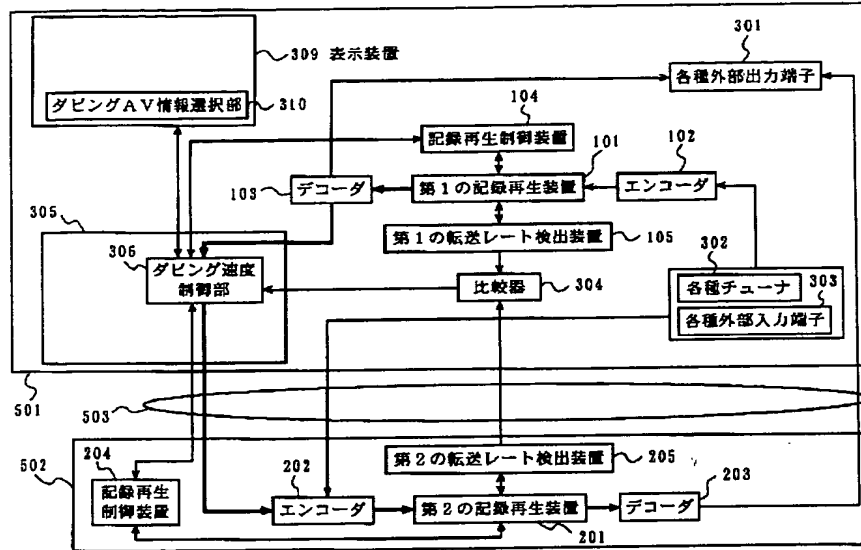 309 表示装置
301
各種外部出力端子
ダビングAV情報選択部
310
104
記録再生制御装置
101
102
103
デコーダ
第1の記録再生装置
エンコーダ
305
306
第1の転送レート検出装置
105
ダビング速度
制御部
比較器
304
302
各種チューナ
303
各種外部入力端子
501
503
502
204
記録再生
制御装置
202
エンコーダ
第2の転送レート検出装置
205
第2の記録再生装置
201
デコーダ
203